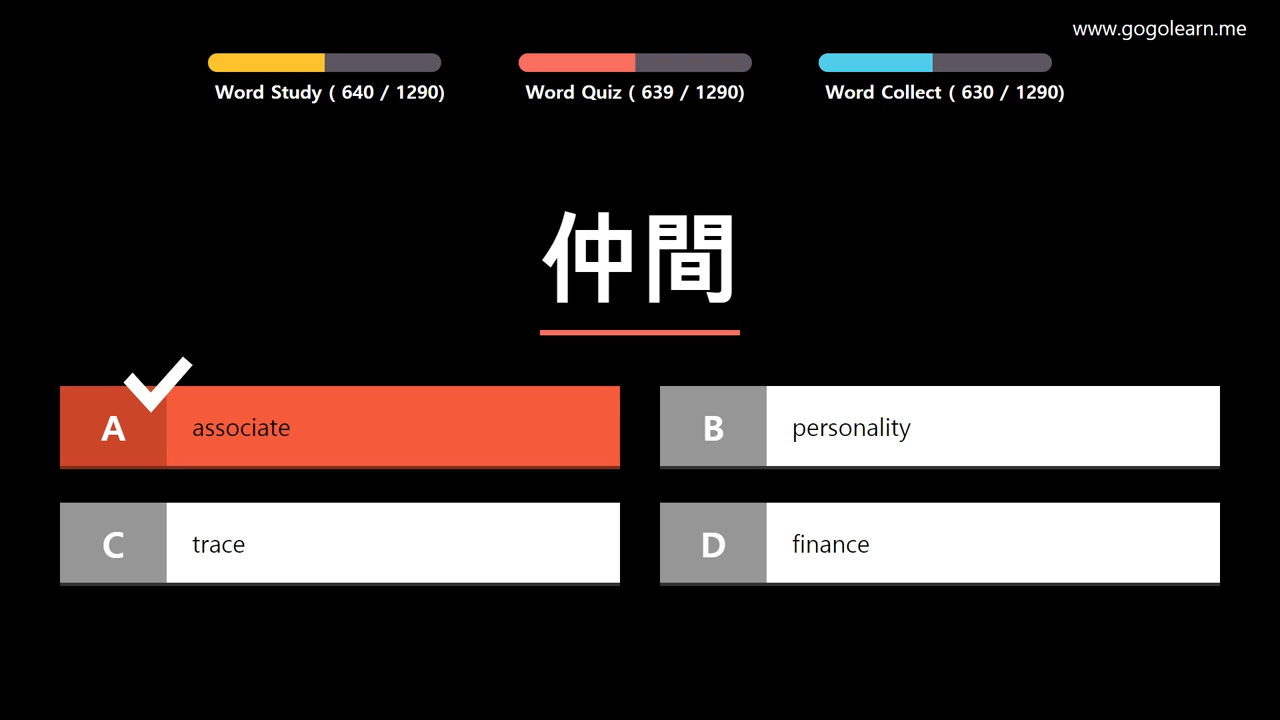 www.gogolearn.me
Word Study ( 640 / 1290)
Word Quiz ( 639 / 1290)
Word Collect ( 630 / 1290)
仲間
A associate
B personality
C trace
D finance